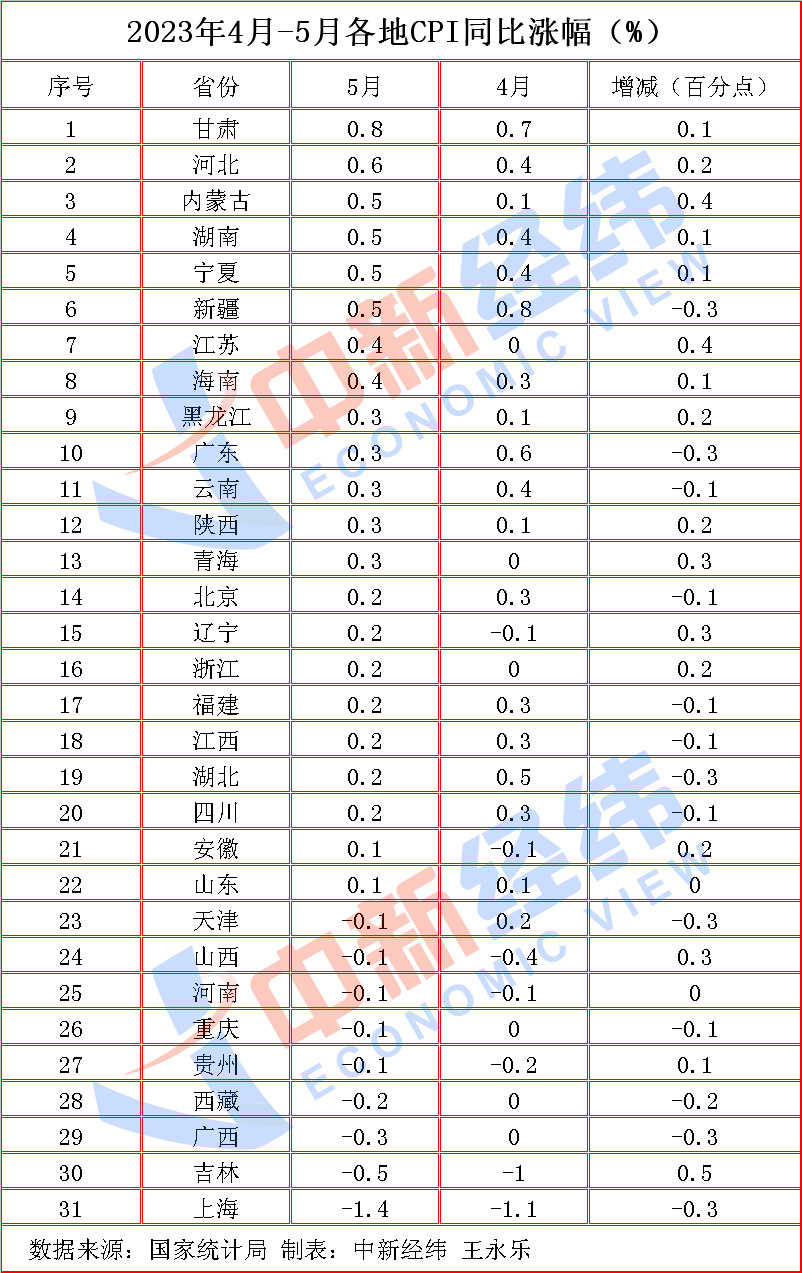 2023年4月-5月各地CPI同比涨幅（%）
序号 省份 5月 4月 增减（百分点）
1 甘肃 0.8 0.7 0.1
2 河北 0.6 0.4 0.2
3 内蒙古 0.5 0.1 0.4
4 湖南 0.5 0.4 0.1
5 宁夏 0.5 0.4 0.1
6 新疆 0.5 0.8 -0.3
7 江苏 0.4 0 0.4
8 海南 0.4 0.3 0.1
9 黑龙江 0.3 0.1 0.2
10 广东 0.3 0.6 -0.3
11 云南 0.3 0.4 -0.1
12 陕西 0.3 0.1 0.2
13 青海 0.3 0 0.3
14 北京 0.2 0.3 -0.1
15 辽宁 0.2 -0.1 0.3
16 浙江 0.2 0 0.2
17 福建 0.2 0.3 -0.1
18 江西 0.2 0.3 -0.1
19 湖北 0.2 0.5 -0.3
20 四川 0.2 0.3 -0.1
21 安徽 0.1 -0.1 0.2
22 山东 0.1 0.1 0
23 天津 -0.1 0.2 -0.3
24 山西 -0.1 -0.4 0.3
25 河南 -0.1 -0.1 0
26 重庆 -0.1 0 -0.1
27 贵州 -0.1 -0.2 0.1
28 西藏 -0.2 0 -0.2
29 广西 -0.3 0 -0.3
30 吉林 -0.5 -1 0.5
31 上海 -1.4 -1.1 -0.3
数据来源：国家统计局 制表：中新经纬 王永乐
中新经纬
ECONOMIC VIEW
中新经纬
ECONOMIC VIEW